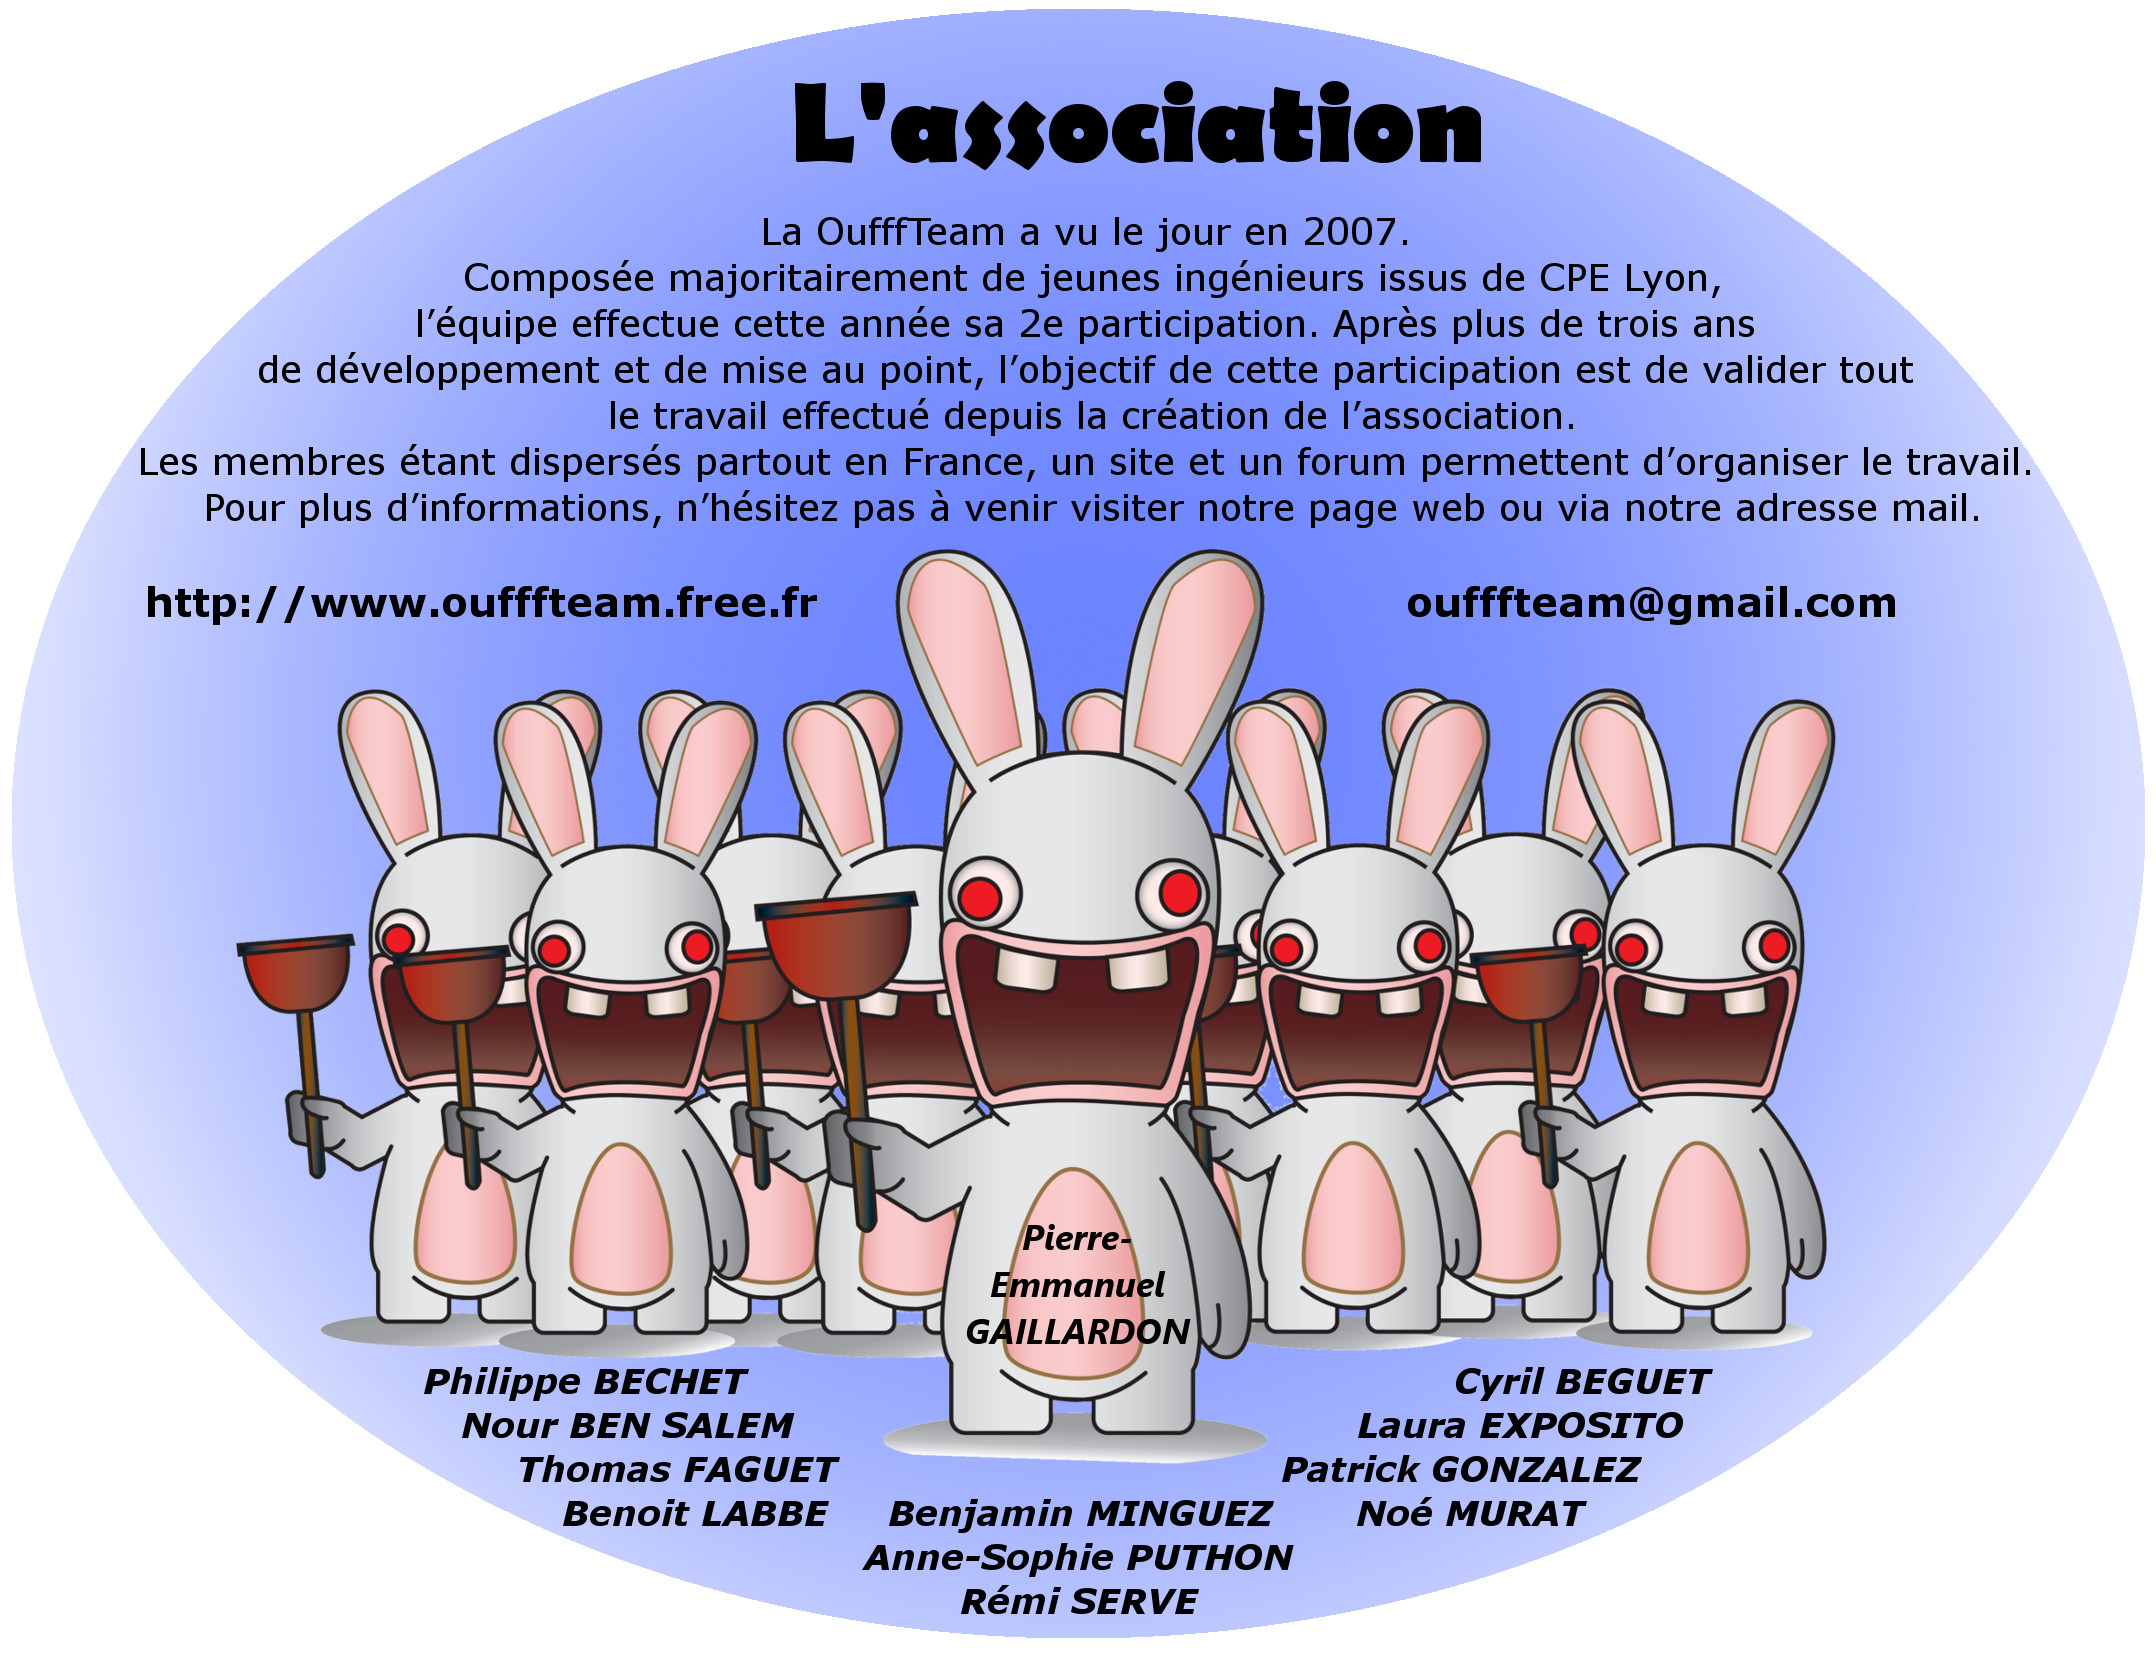 L'association
La OufffTeam a vu le jour en 2007.
Composée majoritairement de jeunes ingénieurs issus de CPE Lyon,
l’équipe effectue cette année sa 2e participation. Après plus de trois ans
de développement et de mise au point, l’objectif de cette participation est de valider tout
le travail effectué depuis la création de l’association.
Les membres étant dispersés partout en France, un site et un forum permettent d’organiser le travail.
Pour plus d’informations, n’hésitez pas à venir visiter notre page web ou via notre adresse mail.
http://www.oufffteam.free.fr
oufffteam@gmail.com
Pierre-
Emmanuel
GAILLARDON
Philippe BECHET
Nour BEN SALEM
Thomas FAGUET
Benoit LABBE
Benjamin MINGUEZ
Anne-Sophie PUTHON
Rémi SERVE
Cyril BEGUET
Laura EXPOSITO
Patrick GONZALEZ
Noé MURAT